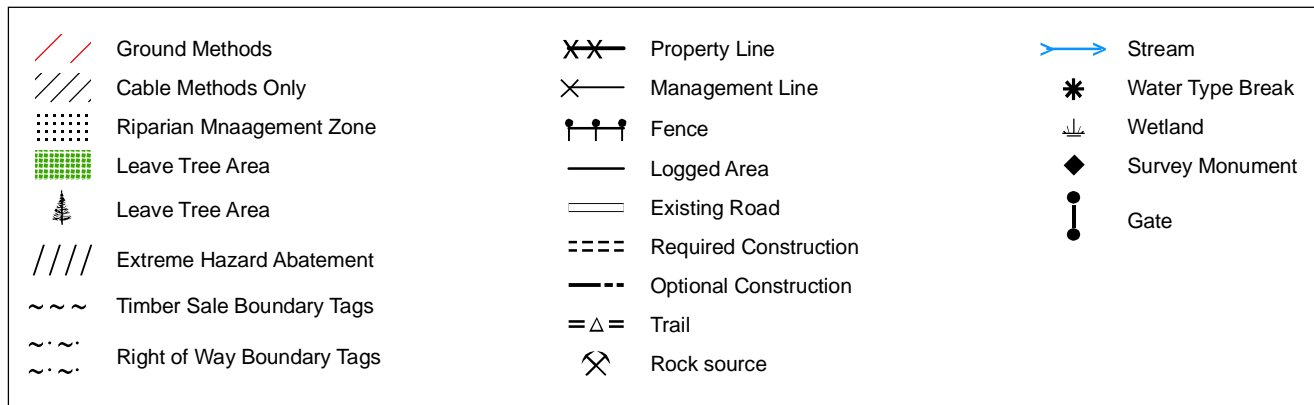 Ground Methods
Cable Methods Only
Riparian Mnaagement Zone
Leave Tree Area
Leave Tree Area
Extreme Hazard Abatement
Timber Sale Boundary Tags
Right of Way Boundary Tags
Property Line
Management Line
Fence
Logged Area
Existing Road
Required Construction
Optional Construction
Trail
Rock source
Stream
Water Type Break
Wetland
Survey Monument
Gate